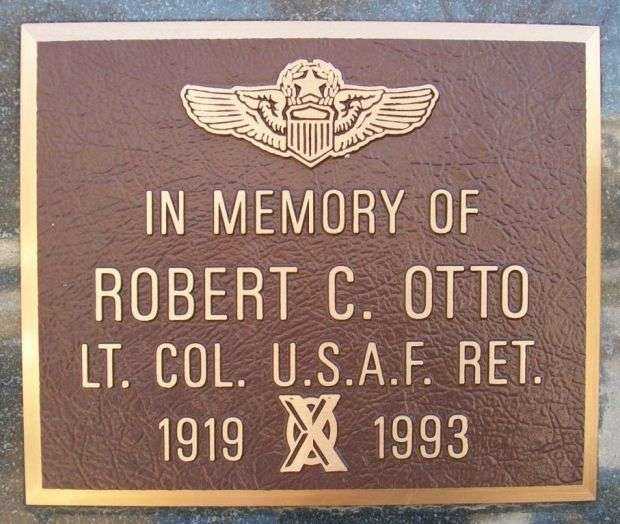 IN MEMORY OF
ROBERT C. OTTO
LT. COL. U.S.A.F. RET.
1919 X 1993